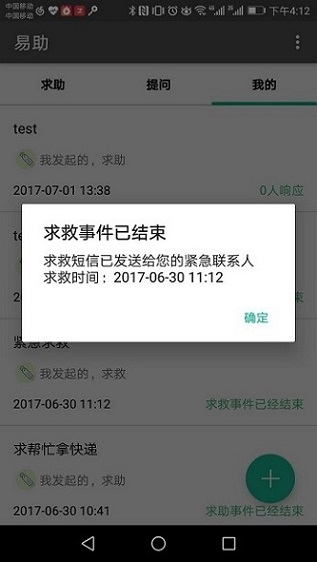 中国移动
中国移动
下午4:12
易助
求助
提问
我的
test
我发起的，求助
2017-07-01 13:38
0人响应
te
求救事件已结束
求救短信已发送给您的紧急联系人
求救时间：2017-06-30 11:12
确定
紧急求救
我发起的，求救
2017-06-30 11:12
求救事件已经结束
求帮忙拿快递
我发起的，求助
2017-06-30 10:41
求助事件已经结束